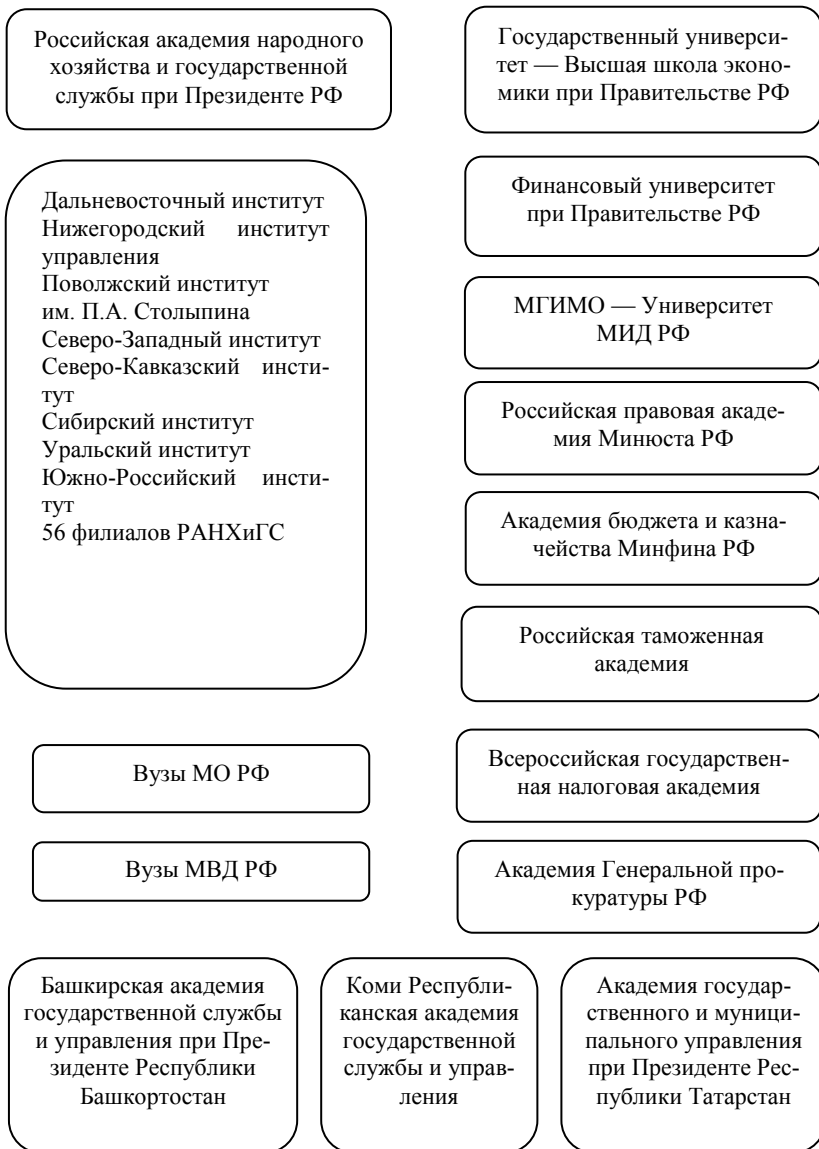 Российская академия народного
хозяйства и государственной
службы при Президенте РФ
Государственный универси-
тет — Высшая школа эконо-
мики при Правительстве РФ
Дальневосточный институт
Нижегородский институт
управления
Поволжский институт
им. П.А. Столыпина
Северо-Западный институт
Северо-Кавказский инсти-
тут
Сибирский институт
Уральский институт
Южно-Российский инсти-
тут
56 филиалов РАНХиГС
Финансовый университет
при Правительстве РФ
МГИМО — Университет
МИД РФ
Российская правовая акаде-
мия Минюста РФ
Академия бюджета и казна-
чейства Минфина РФ
Российская таможенная
академия
Вузы МО РФ
Всероссийская государствен-
ная налоговая академия
Вузы МВД РФ
Академия Генеральной про-
куратуры РФ
Башкирская академия
государственной службы
и управления при Пре-
зиденте Республики
Башкортостан
Коми Республи-
канская академия
государственной
службы и управ-
ления
Академия государ-
ственного и муници-
пального управления
при Президенте Рес-
публики Татарстан